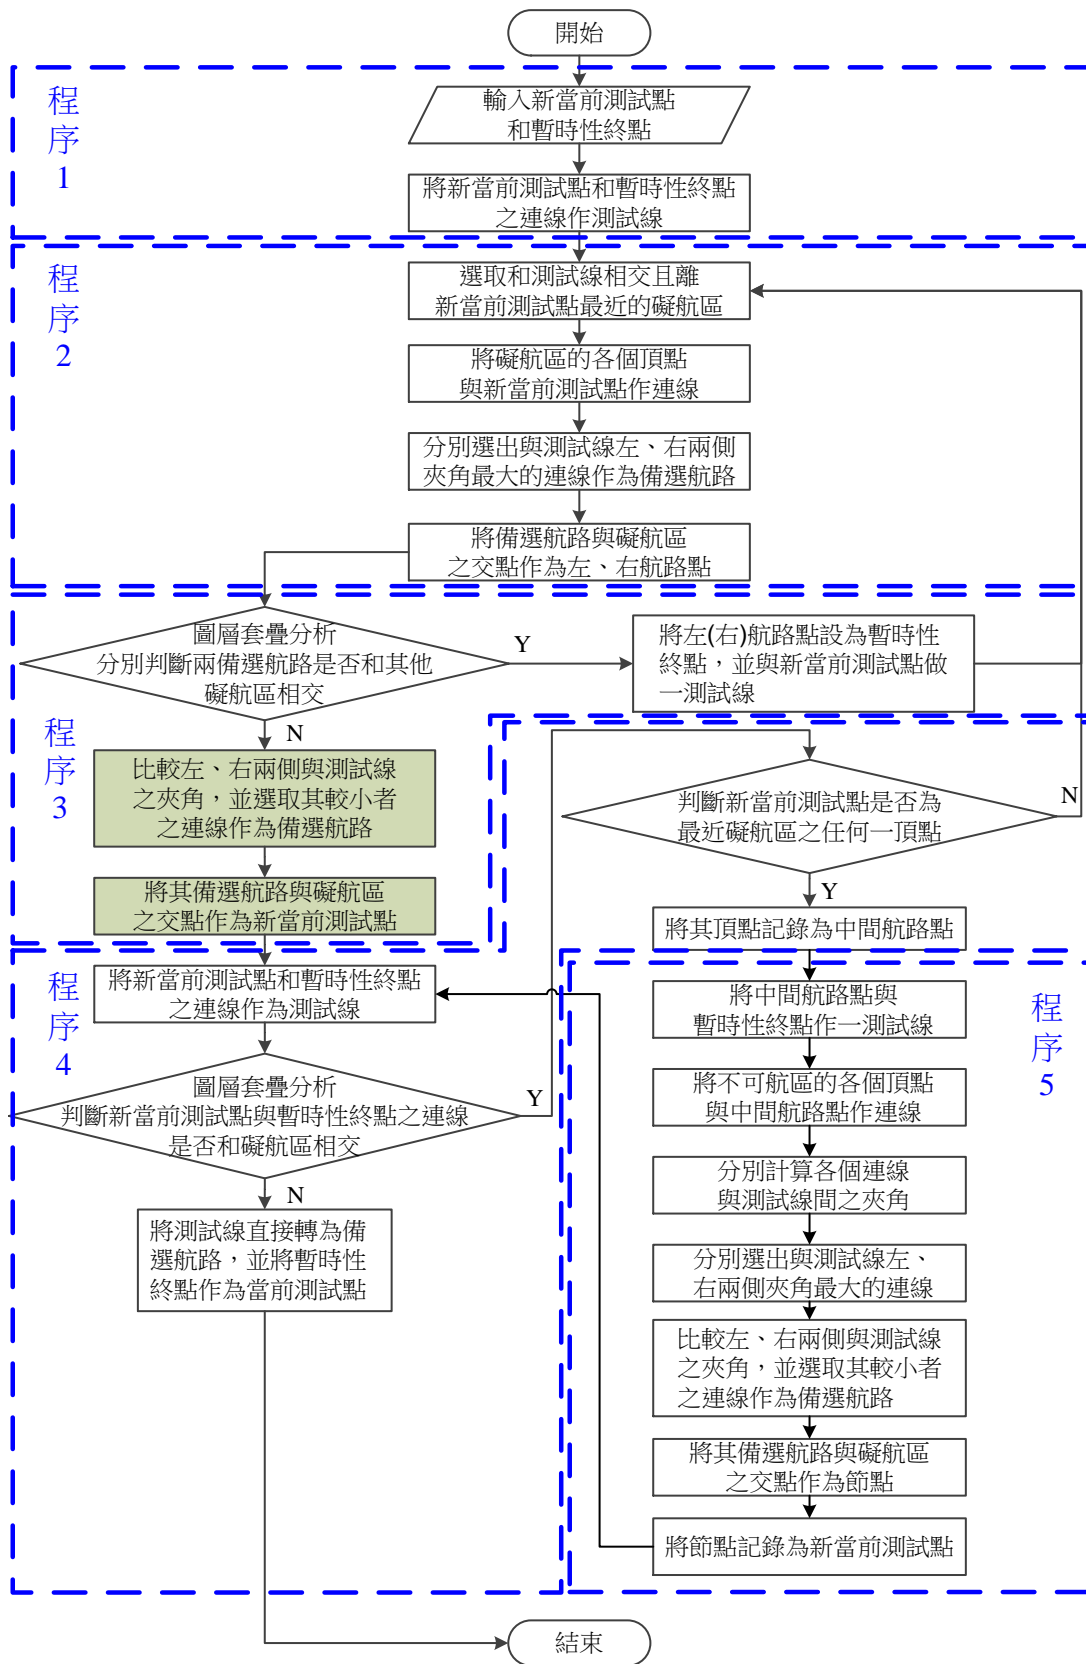 開始
程
序
1
輸入新當前測試點
和暫時性終點
將新當前測試點和暫時性終點
之連線作測試線
程
序
2
選取和測試線相交且離
新當前測試點最近的礙航區
將礙航區的各個頂點
與新當前測試點作連線
分別選出與測試線左、右兩側
夾角最大的連線作為備選航路
將備選航路與礙航區
之交點作為左、右航路點
程
序
3
圖層套疊分析
分別判斷兩備選航路是否和其他
礙航區相交
Y
將左(右)航路點設為暫時性
終點，並與新當前測試點做
一測試線
N
比較左、右兩側與測試線
之夾角，並選取其較小者
之連線作為備選航路
將其備選航路與礙航區
之交點作為新當前測試點
判斷新當前測試點是否為
最近礙航區之任何一頂點
N
Y
將其頂點記錄為中間航路點
程
序
4
將新當前測試點和暫時性終點
之連線作為測試線
圖層套疊分析
判斷新當前測試點與暫時性終點之連線
是否和礙航區相交
Y
N
將測試線直接轉為備
選航路，並將暫時性
終點作為當前測試點
程
序
5
將中間航路點與
暫時性終點作一測試線
將不可航區的各個頂點
與中間航路點作連線
分別計算各個連線
與測試線間之夾角
分別選出與測試線左、
右兩側夾角最大的連線
比較左、右兩側與測試線
之夾角，並選取其較小者
之連線作為備選航路
將其備選航路與礙航區
之交點作為節點
將節點記錄為新當前測試點
結束